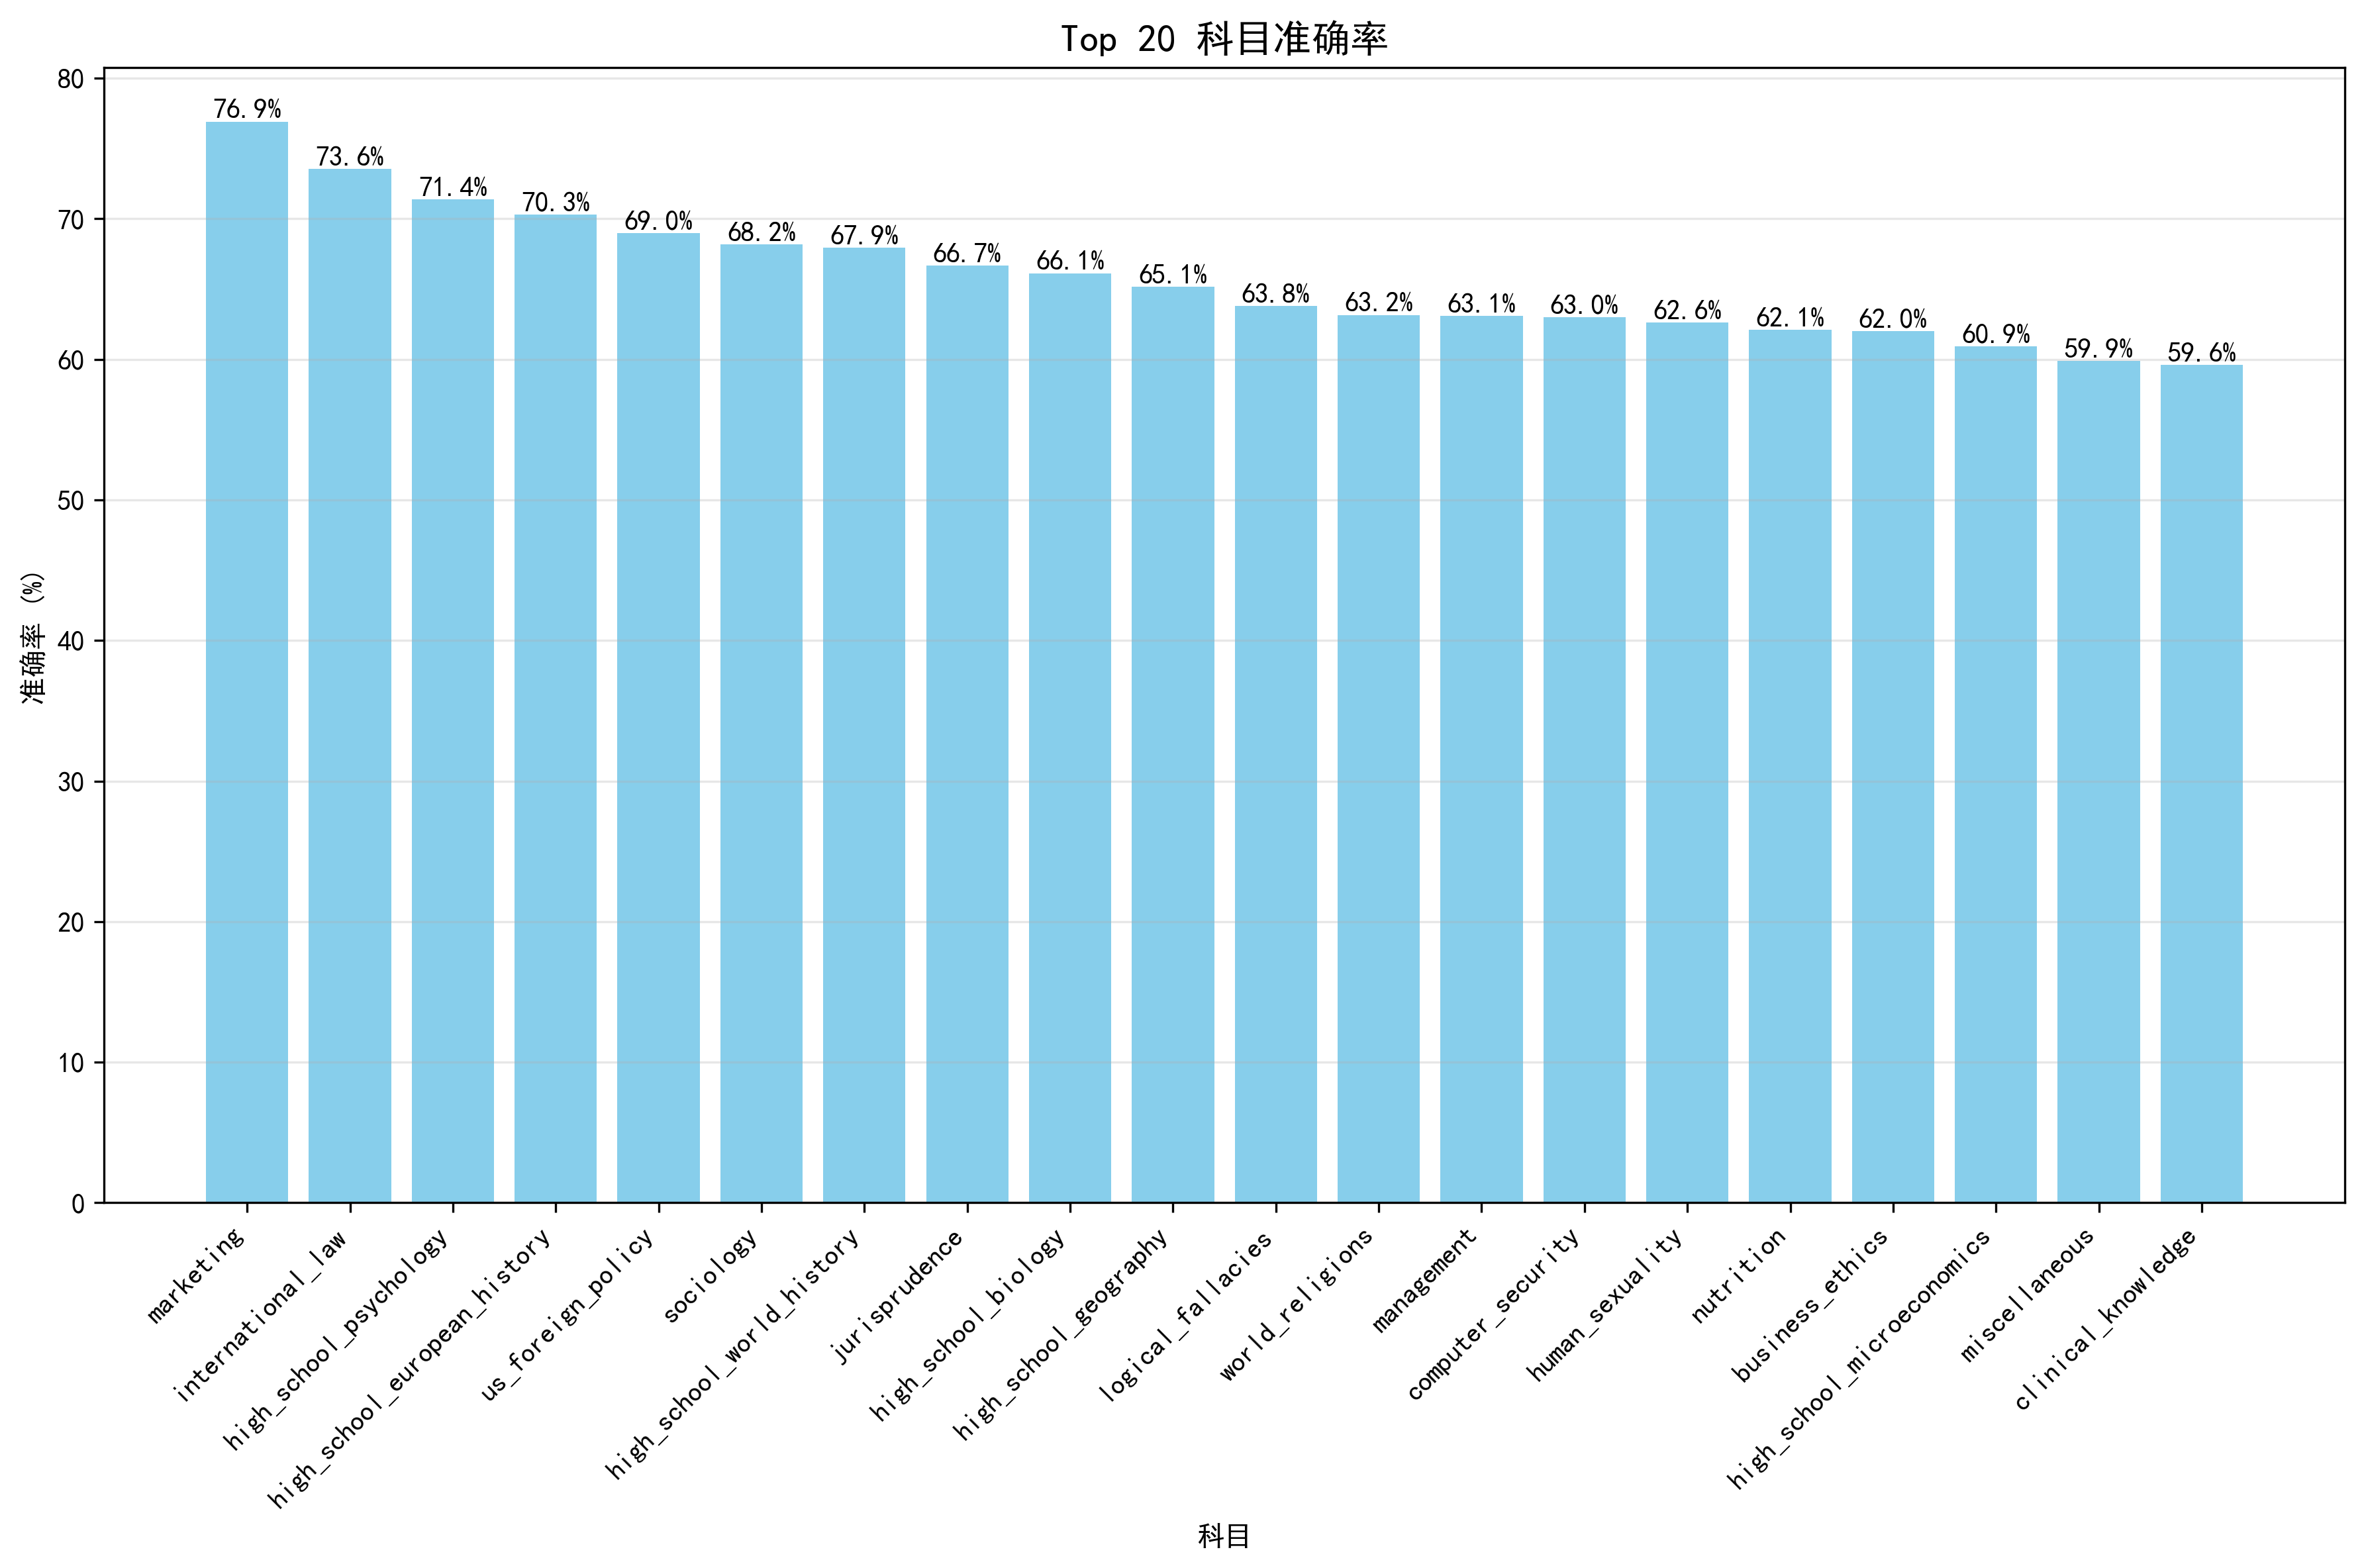 Top 20 科目准确率
准确率 (%)
80
70
60
50
40
30
20
10
0
76.9%
73.6%
71.4%
70.3%
69.0%
68.2%
67.9%
66.7%
66.1%
65.1%
63.8%
63.2%
63.1%
63.0%
62.6%
62.1%
62.0%
60.9%
59.9%
59.6%
marketing
international_law
high_school_psychology
high_school_european_history
us_foreign_policy
sociology
high_school_world_history
jurisprudence
high_school_biology
high_school_geography
logical_fallacies
world_religions
management
computer_security
human_sexuality
nutrition
business_ethics
high_school_microeconomics
miscellaneous
clinical_knowledge
科目